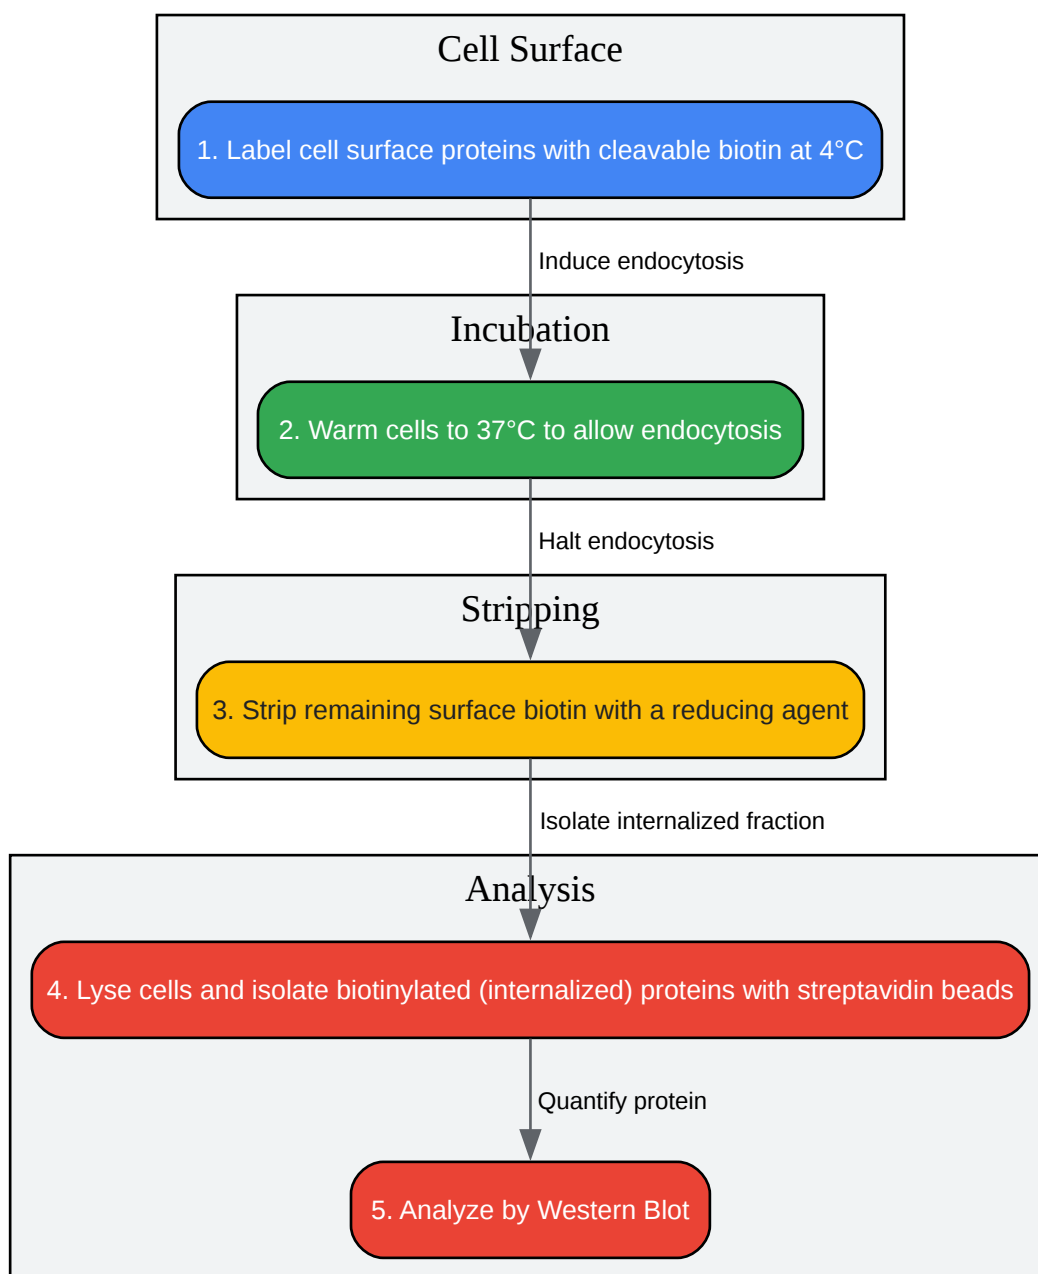 Cell Surface
1. Label cell surface proteins with cleavable biotin at 4°C
Induce endocytosis
Incubation
2. Warm cells to 37°C to allow endocytosis
Halt endocytosis
Stripping
3. Strip remaining surface biotin with a reducing agent
Isolate internalized fraction
Analysis
4. Lyse cells and isolate biotinylated (internalized) proteins with streptavidin beads
Quantify protein
5. Analyze by Western Blot